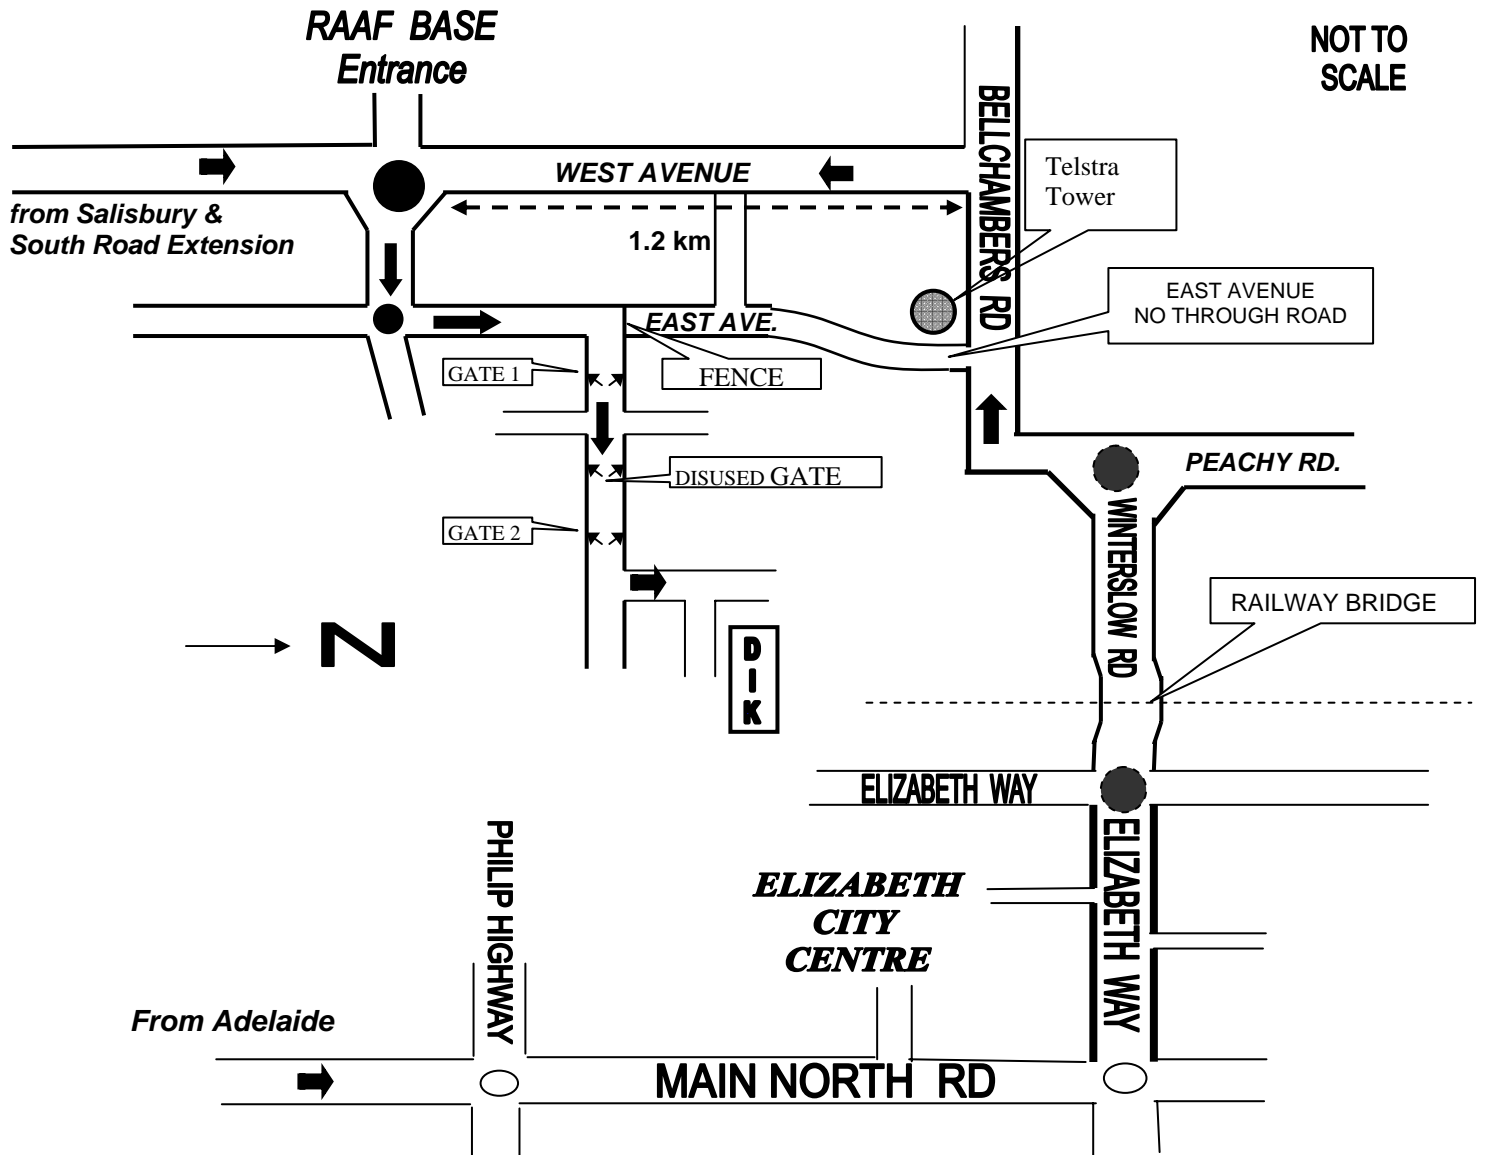 RAAF BASE
Entrance
NOT TO
SCALE
BELLCHAMBERS RD
Telstra
Tower
WEST AVENUE
from Salisbury &
South Road Extension
1.2 km
EAST AVENUE
NO THROUGH ROAD
EAST AVE.
GATE 1
FENCE
DISUSED GATE
PEACHY RD.
GATE 2
WINTERSLOW RD
RAILWAY BRIDGE
N
D
I
K
ELIZABETH WAY
PHILIP HIGHWAY
ELIZABETH WAY
ELIZABETH
CITY
CENTRE
From Adelaide
MAIN NORTH RD